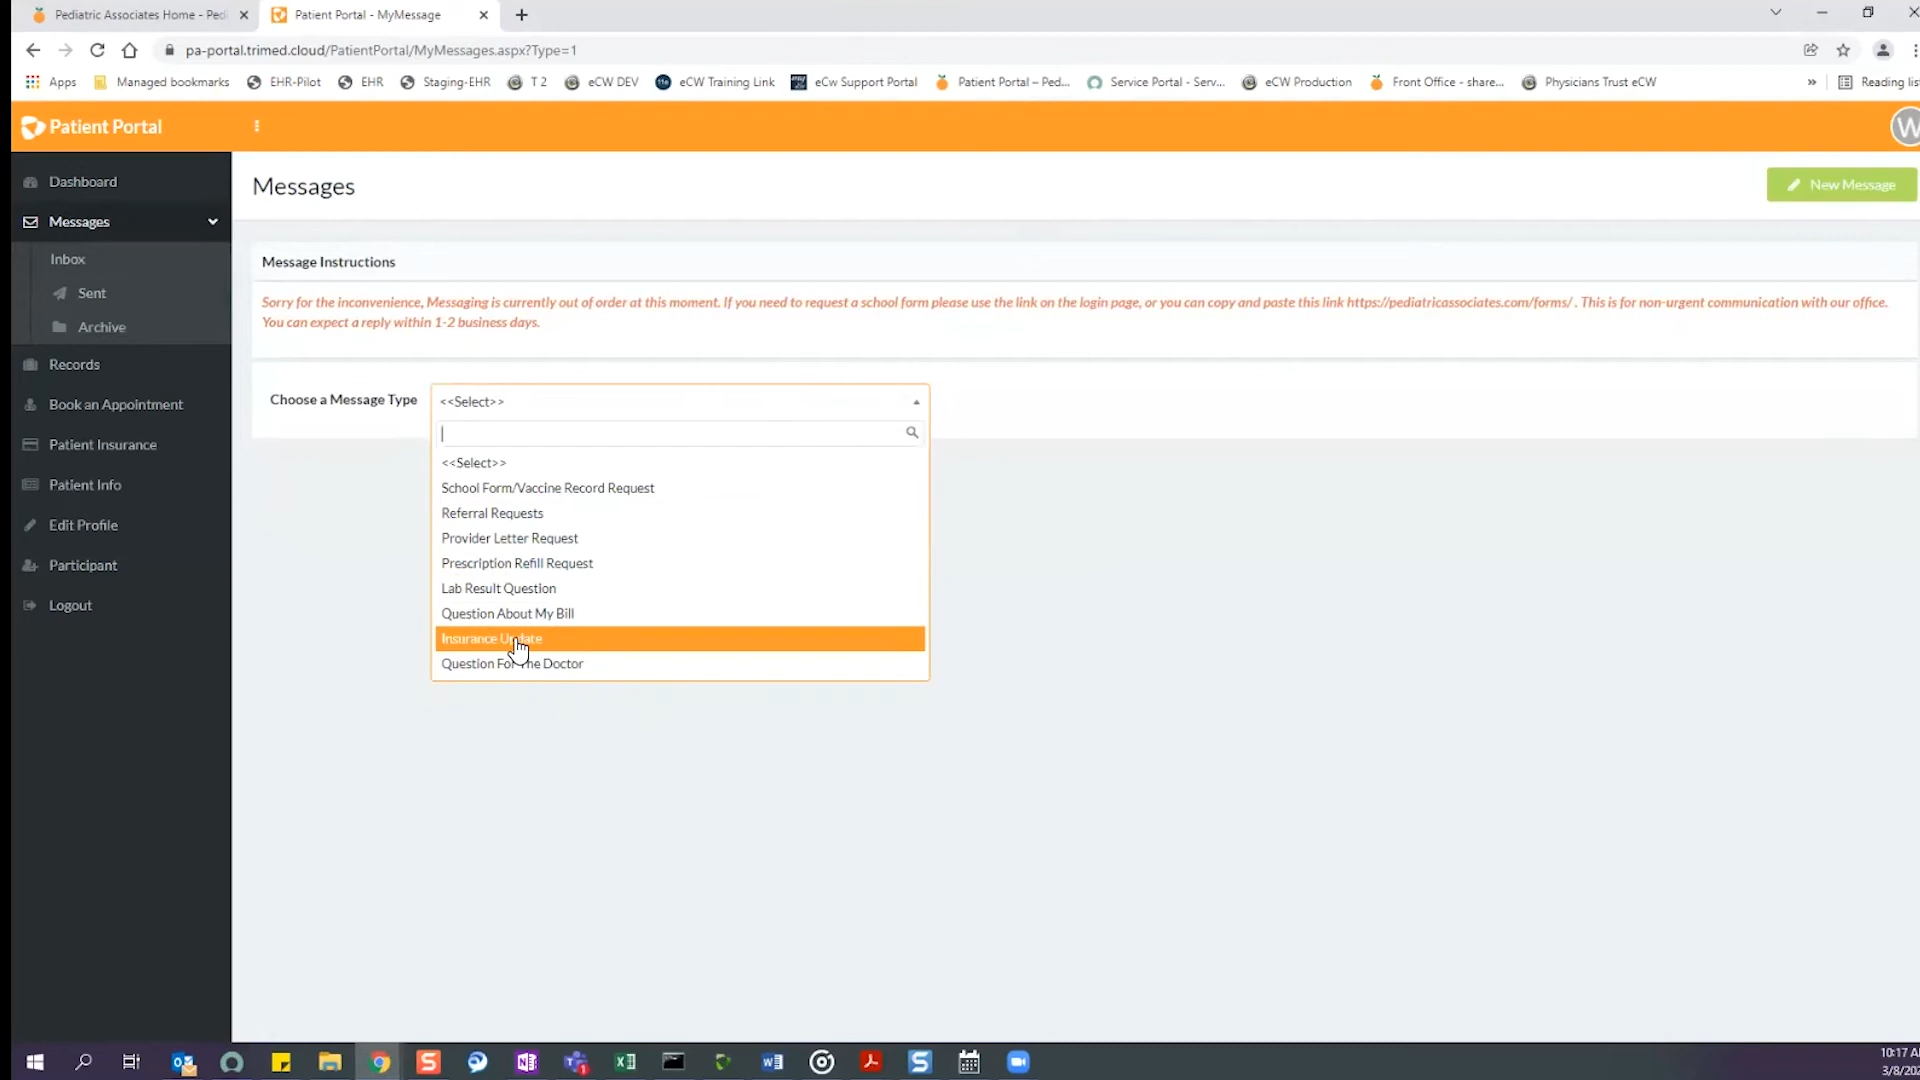 Pediatric Associates Home - Pedi
Patient Portal - MyMessage
pa-portal.trimed.cloud/PatientPortal/MyMessages.aspx?Type=1
Apps
Managed bookmarks
EHR-Pilot
EHR
Staging-EHR
T 2
eCW DEV
eCW Training Link
eCw Support Portal
Patient Portal – Ped...
Service Portal - Serv...
eCW Production
Front Office - share...
Physicians Trust eCW
»
Reading lis
Patient Portal
W
Dashboard
Messages
Inbox
Sent
Archive
Records
Book an Appointment
Patient Insurance
Patient Info
Edit Profile
Participant
Logout
Messages
New Message
Message Instructions
Sorry for the inconvenience, Messaging is currently out of order at this moment. If you need to request a school form please use the link on the login page, or you can copy and paste this link https://pediatricassociates.com/forms/ . This is for non-urgent communication with our office.
You can expect a reply within 1-2 business days.
Choose a Message Type
<<Select>>
<<Select>>
School Form/Vaccine Record Request
Referral Requests
Provider Letter Request
Prescription Refill Request
Lab Result Question
Question About My Bill
Insurance Update
Question For The Doctor
10:17 A
3/8/202